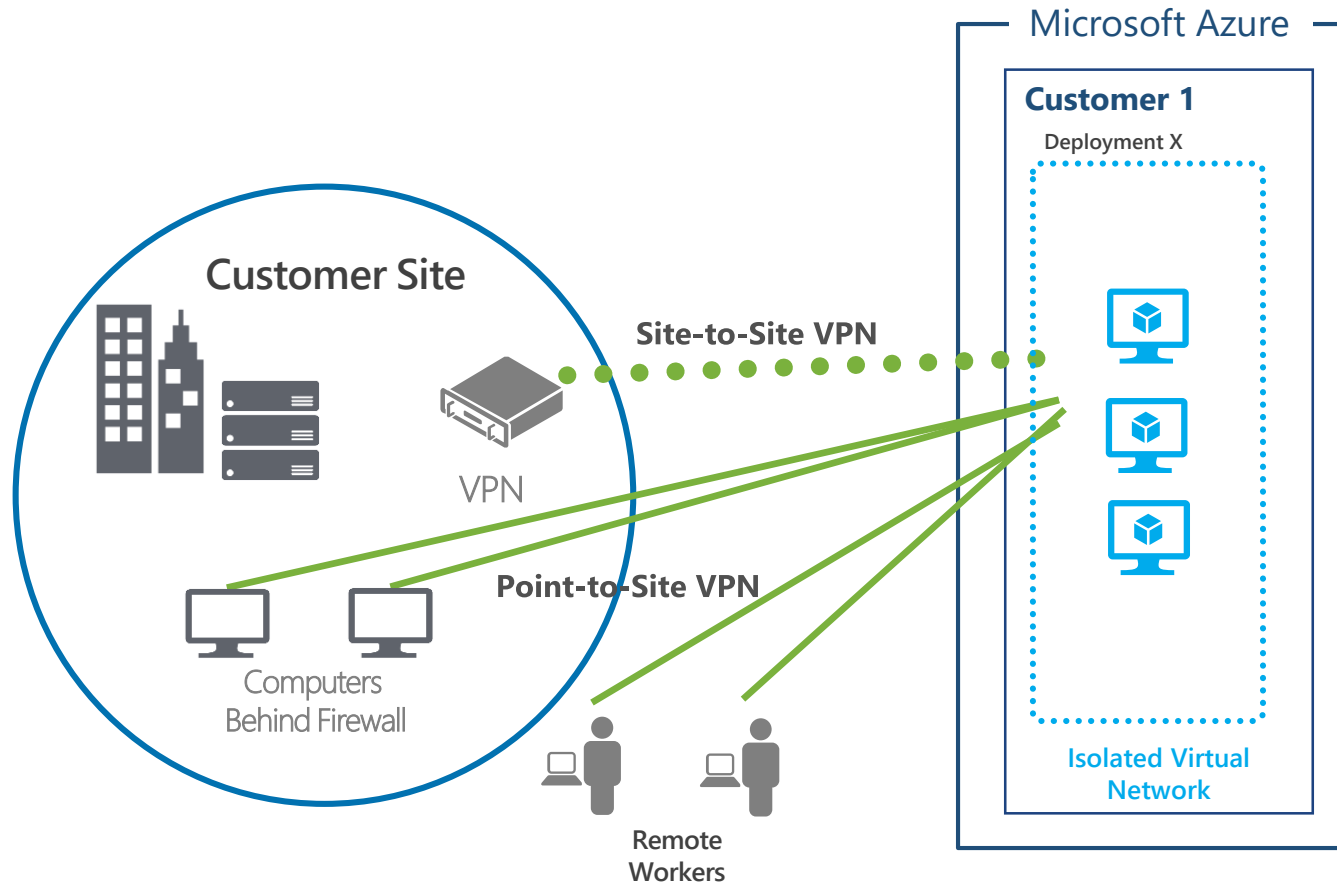 Microsoft Azure
Customer 1
Deployment X
Customer Site
Site-to-Site VPN
VPN
Point-to-Site VPN
Computers
Behind Firewall
Isolated Virtual
Network
Remote
Workers